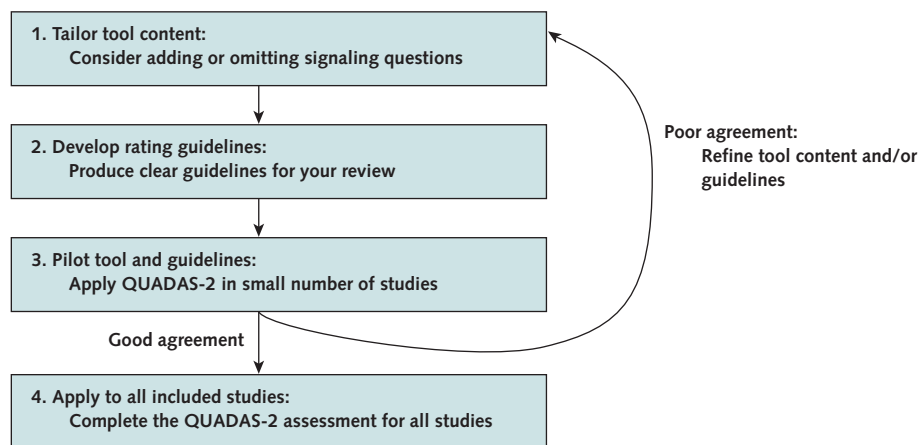 1. Tailor tool content:
Consider adding or omitting signaling questions
2. Develop rating guidelines:
Produce clear guidelines for your review
Poor agreement:
Refine tool content and/or
guidelines
3. Pilot tool and guidelines:
Apply QUADAS-2 in small number of studies
Good agreement
4. Apply to all included studies:
Complete the QUADAS-2 assessment for all studies